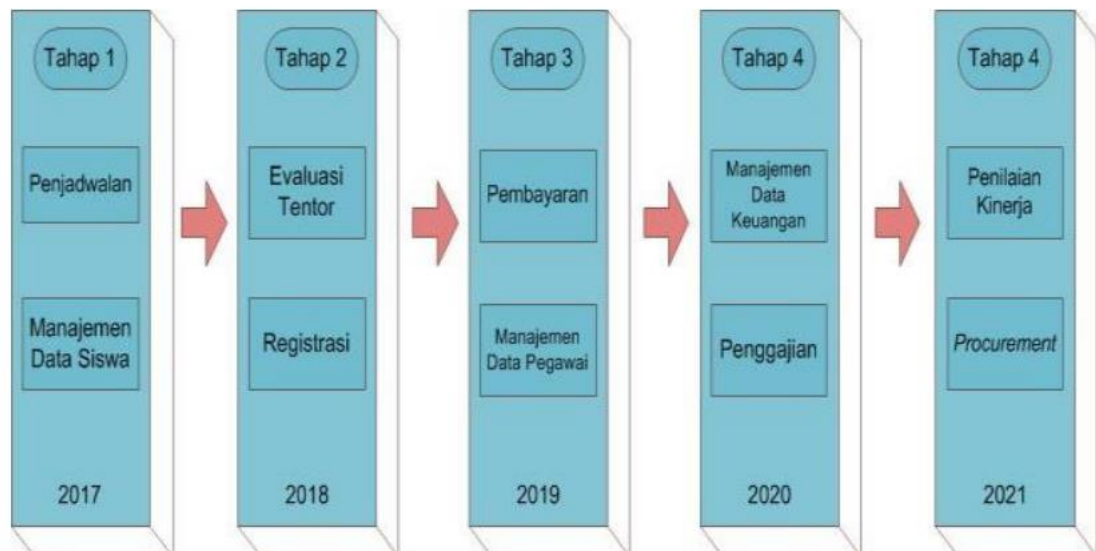 Tahap 1
Penjadwalan
Manajemen
Data Siswa
2017
Tahap 2
Evaluasi
Tentor
Registrasi
2018
Tahap 3
Pembayaran
Manajemen
Data Pegawai
2019
Tahap 4
Manajemen
Data
Keuangan
Penggajian
2020
Tahap 4
Penilaian
Kinerja
Procurement
2021